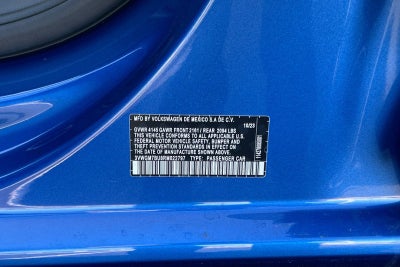 MFG BY VOLKSWAGEN DE MEXICO S.A DE C.V.
10/23
GVWR 4145 GAWR FRONT 2161 / REAR 2094 LBS
THIS VEHICLE CONFORMS TO ALL APPLICABLE U.S.
FEDERAL MOTOR VEHICLE SAFETY, BUMPER, AND
THEFT PREVENTION STANDARDS IN EFFECT ON THE
DATE OF MANUFACTURE SHOWN ABOVE.
TYPE: PASSENGER CAR